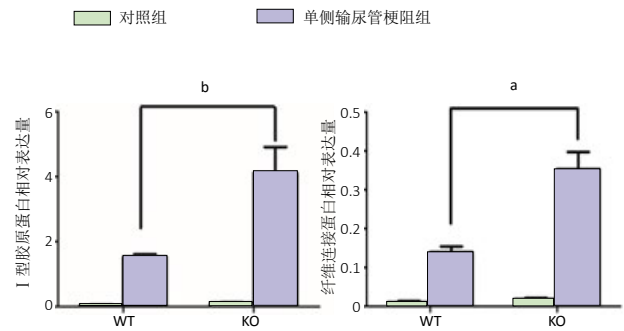 对照组
单侧输尿管梗阻组
b
I 型胶原蛋白相对表达量
6
4
2
0
WT
KO
a
纤维连接蛋白相对表达量
0.5
0.4
0.3
0.2
0.1
0
WT
KO